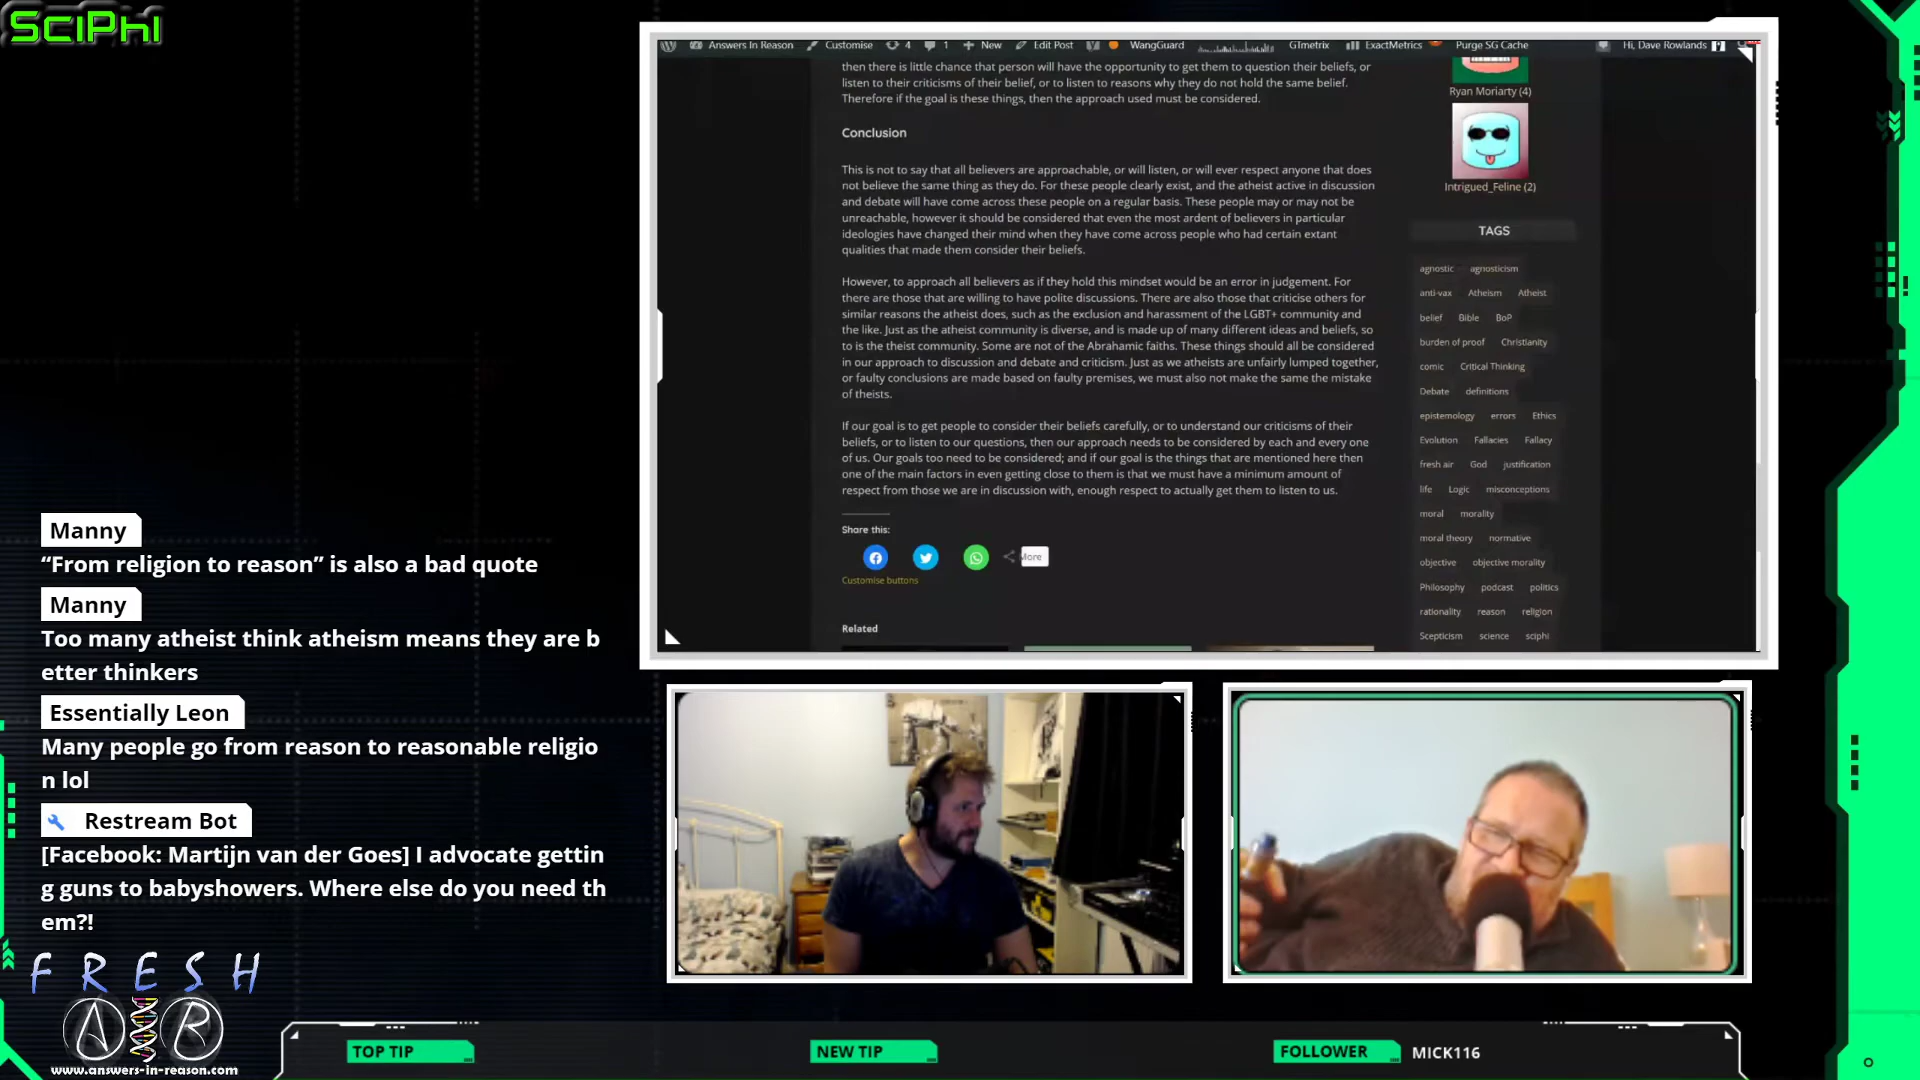 SCIPHI
Answers In Reason Customise 4 1 New Edit Post WangGuard GTmetrix ExactMetrics Purge SG Cache Hi, Dave Rowlands
then there is little chance that person will have the opportunity to get them to question their beliefs, or
listen to their criticisms of their belief, or to listen to reasons why they do not hold the same belief.
Therefore if the goal is these things, then the approach used must be considered.
Conclusion
This is not to say that all believers are approachable, or will listen, or will ever respect anyone that does
not believe the same thing as they do. For these people clearly exist, and the atheist active in discussion
and debate will have come across these people on a regular basis. These people may or may not be
unreachable, however it should be considered that even the most ardent of believers in particular
ideologies have changed their mind when they have come across people who had certain extant
qualities that made them consider their beliefs.
However, to approach all believers as if they hold this mindset would be an error in judgement. For
there are those that are willing to have polite discussions. There are also those that criticise others for
similar reasons the atheist does, such as the exclusion and harassment of the LGBT+ community and
the like. Just as the atheist community is diverse, and is made up of many different ideas and beliefs, so
to is the theist community. Some are not of the Abrahamic faiths. These things should all be considered
in our approach to discussion and debate and criticism. Just as we atheists are unfairly lumped together,
or faulty conclusions are made based on faulty premises, we must also not make the same the mistake
of theists.
If our goal is to get people to consider their beliefs carefully, or to understand our criticisms of their
beliefs, or to listen to our questions, then our approach needs to be considered by each and every one
of us. Our goals too need to be considered; and if our goal is the things that are mentioned here then
one of the main factors in even getting close to them is that we must have a minimum amount of
respect from those we are in discussion with, enough respect to actually get them to listen to us.
Share this:
More
Customise buttons
Related
Ryan Moriarty (4)
Intrigued_Feline (2)
TAGS
agnostic agnosticism
anti-vax Atheism Atheist
belief Bible BoP
burden of proof Christianity
comic Critical Thinking
Debate definitions
epistemology errors Ethics
Evolution Fallacies Fallacy
fresh air God justification
life Logic misconceptions
moral morality
moral theory normative
objective objective morality
Philosophy podcast politics
rationality reason religion
Scepticism science sciphi
Manny
“From religion to reason” is also a bad quote
Manny
Too many atheist think atheism means they are b
etter thinkers
Essentially Leon
Many people go from reason to reasonable religio
n lol
Restream Bot
[Facebook: Martijn van der Goes] I advocate gettin
g guns to babyshowers. Where else do you need th
em?!
FRESH
A R
www.answers-in-reason.com
TOP TIP
NEW TIP
FOLLOWER MICK116